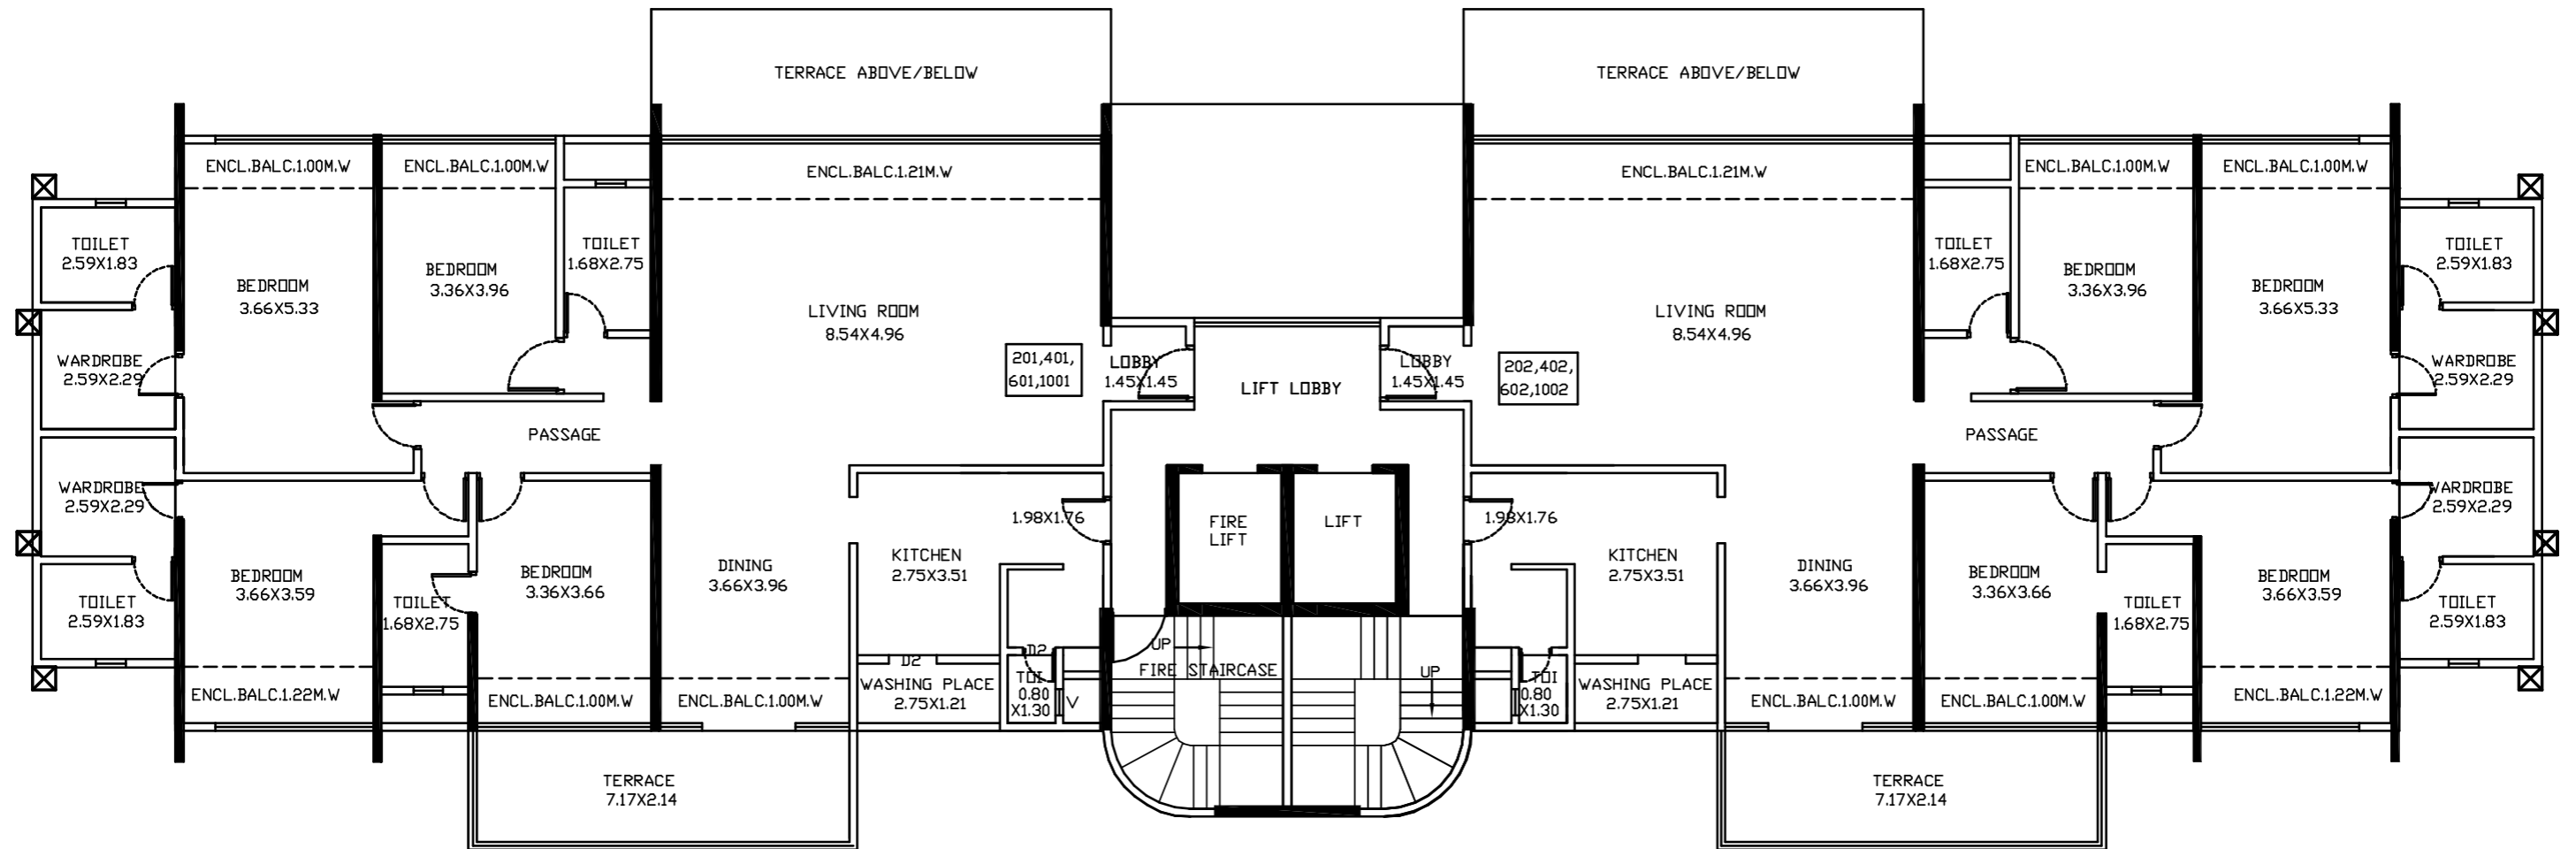 TERRACE ABOVE/BELOW
TERRACE ABOVE/BELOW
ENCL.BALC.1.00M.W
ENCL.BALC.1.00M.W
ENCL.BALC.1.21M.W
ENCL.BALC.1.21M.W
ENCL.BALC.1.00M.W
ENCL.BALC.1.00M.W
TOILET
2.59X1.83
BEDROOM
3.66X5.33
BEDROOM
3.36X3.96
TOILET
1.68X2.75
LIVING ROOM
8.54X4.96
LIVING ROOM
8.54X4.96
TOILET
1.68X2.75
BEDROOM
3.36X3.96
BEDROOM
3.66X5.33
TOILET
2.59X1.83
WARDROBE
2.59X2.29
201,401,
601,1001
LOBBY
1.45X1.45
LIFT LOBBY
LOBBY
1.45X1.45
202,402,
602,1002
WARDROBE
2.59X2.29
PASSAGE
PASSAGE
WARDROBE
2.59X2.29
1.98X1.76
FIRE
LIFT
LIFT
1.98X1.76
WARDROBE
2.59X2.29
BEDROOM
3.66X3.59
BEDROOM
3.36X3.66
DINING
3.66X3.96
KITCHEN
2.75X3.51
KITCHEN
2.75X3.51
DINING
3.66X3.96
BEDROOM
3.36X3.66
BEDROOM
3.66X3.59
TOILET
2.59X1.83
TOILET
1.68X2.75
TOILET
1.68X2.75
TOILET
2.59X1.83
D2
D2
UP
FIRE STAIRCASE
UP
ENCL.BALC.1.22M.W
ENCL.BALC.1.00M.W
ENCL.BALC.1.00M.W
WASHING PLACE
2.75X1.21
TOI
0.80
X1.30
V
TOI
0.80
X1.30
WASHING PLACE
2.75X1.21
ENCL.BALC.1.00M.W
ENCL.BALC.1.00M.W
ENCL.BALC.1.22M.W
TERRACE
7.17X2.14
TERRACE
7.17X2.14